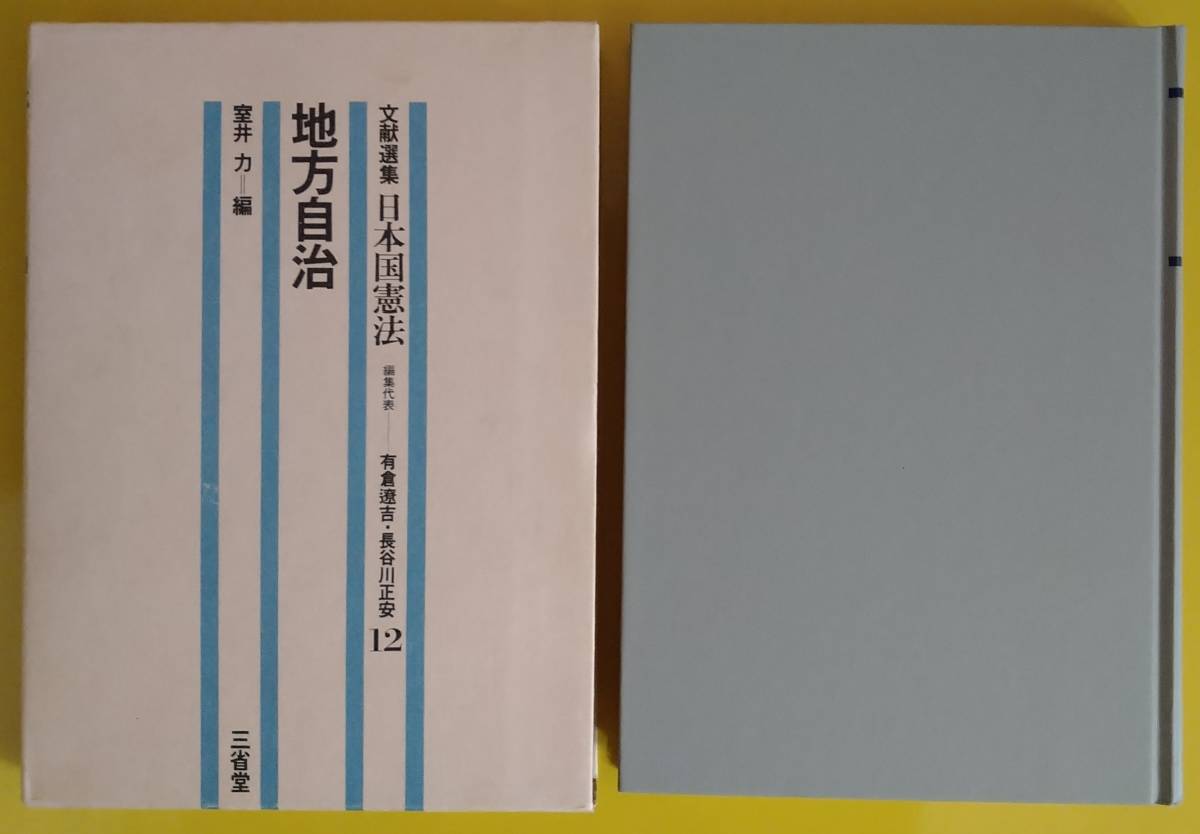 文献選集 日本国憲法 編集代表――有倉遼吉・長谷川正安 12
地方自治
室井 力＝編
三省堂